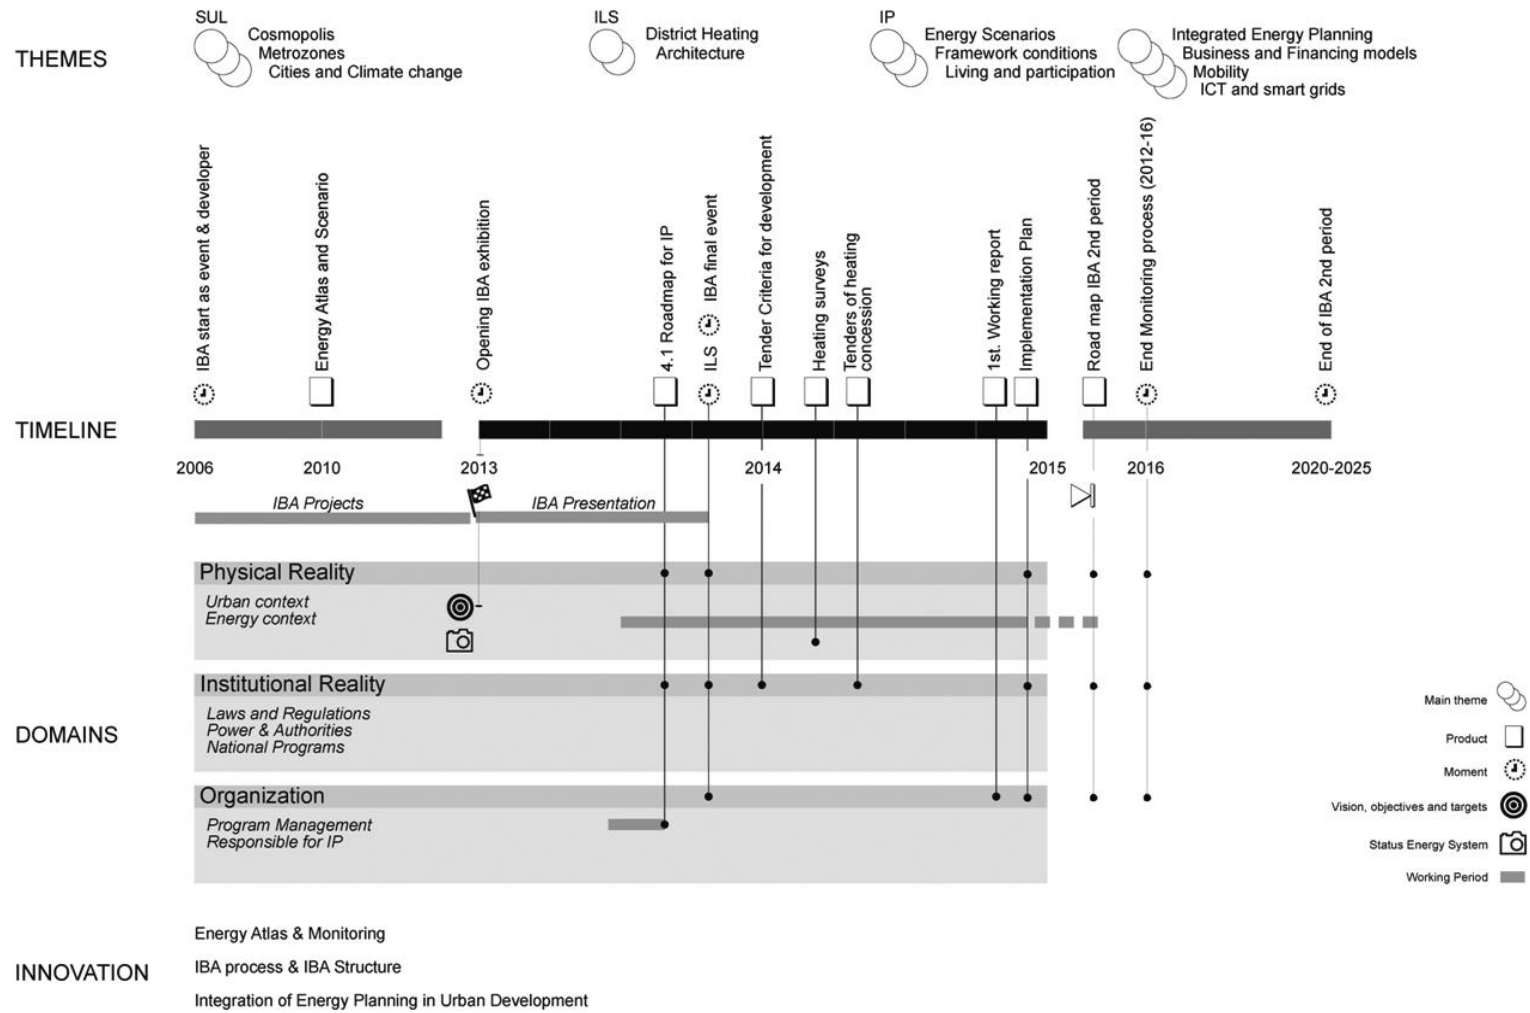 THEMES
SUL
Cosmopolis
Metrozones
Cities and Climate change
ILS
District Heating
Architecture
IP
Energy Scenarios
Framework conditions
Living and participation
Integrated Energy Planning
Business and Financing models
Mobility
ICT and smart grids
IBA start as event & developer
Energy Atlas and Scenario
Opening IBA exhibition
4.1 Roadmap for IP
ILS
IBA final event
Tender Criteria for development
Heating surveys
Tenders of heating
concession
1st. Working report
Implementation Plan
Road map IBA 2nd period
End Monitoring process (2012-16)
End of IBA 2nd period
TIMELINE
2006
2010
2013
2014
2015
2016
2020-2025
IBA Projects
IBA Presentation
DOMAINS
Physical Reality
Urban context
Energy context
Institutional Reality
Laws and Regulations
Power & Authorities
National Programs
Organization
Program Management
Responsible for IP
Main theme
Product
Moment
Vision, objectives and targets
Status Energy System
Working Period
INNOVATION
Energy Atlas & Monitoring
IBA process & IBA Structure
Integration of Energy Planning in Urban Development